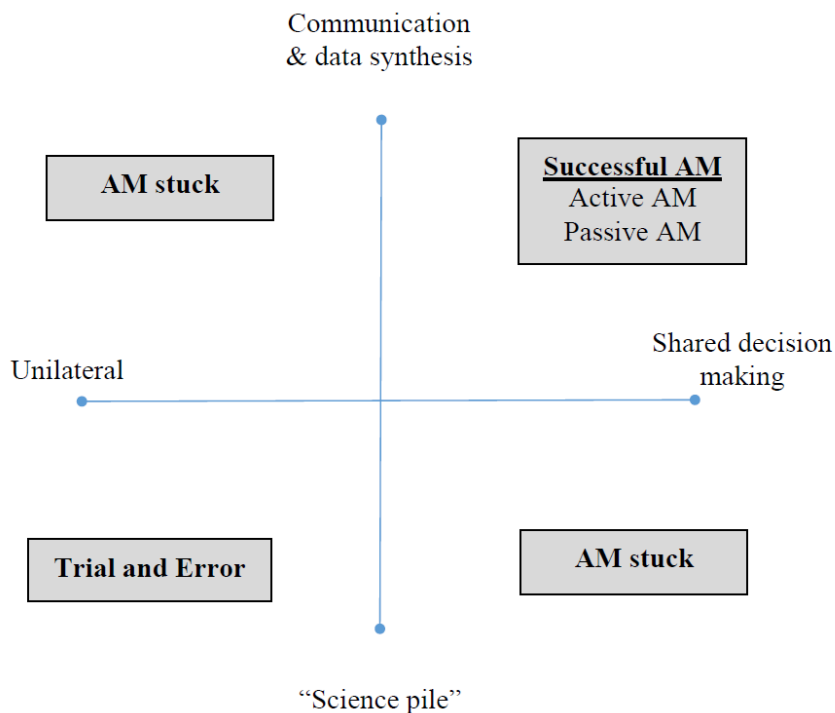 Communication
& data synthesis
AM stuck
Successful AM
Active AM
Passive AM
Unilateral
Shared decision
making
Trial and Error
AM stuck
“Science pile”